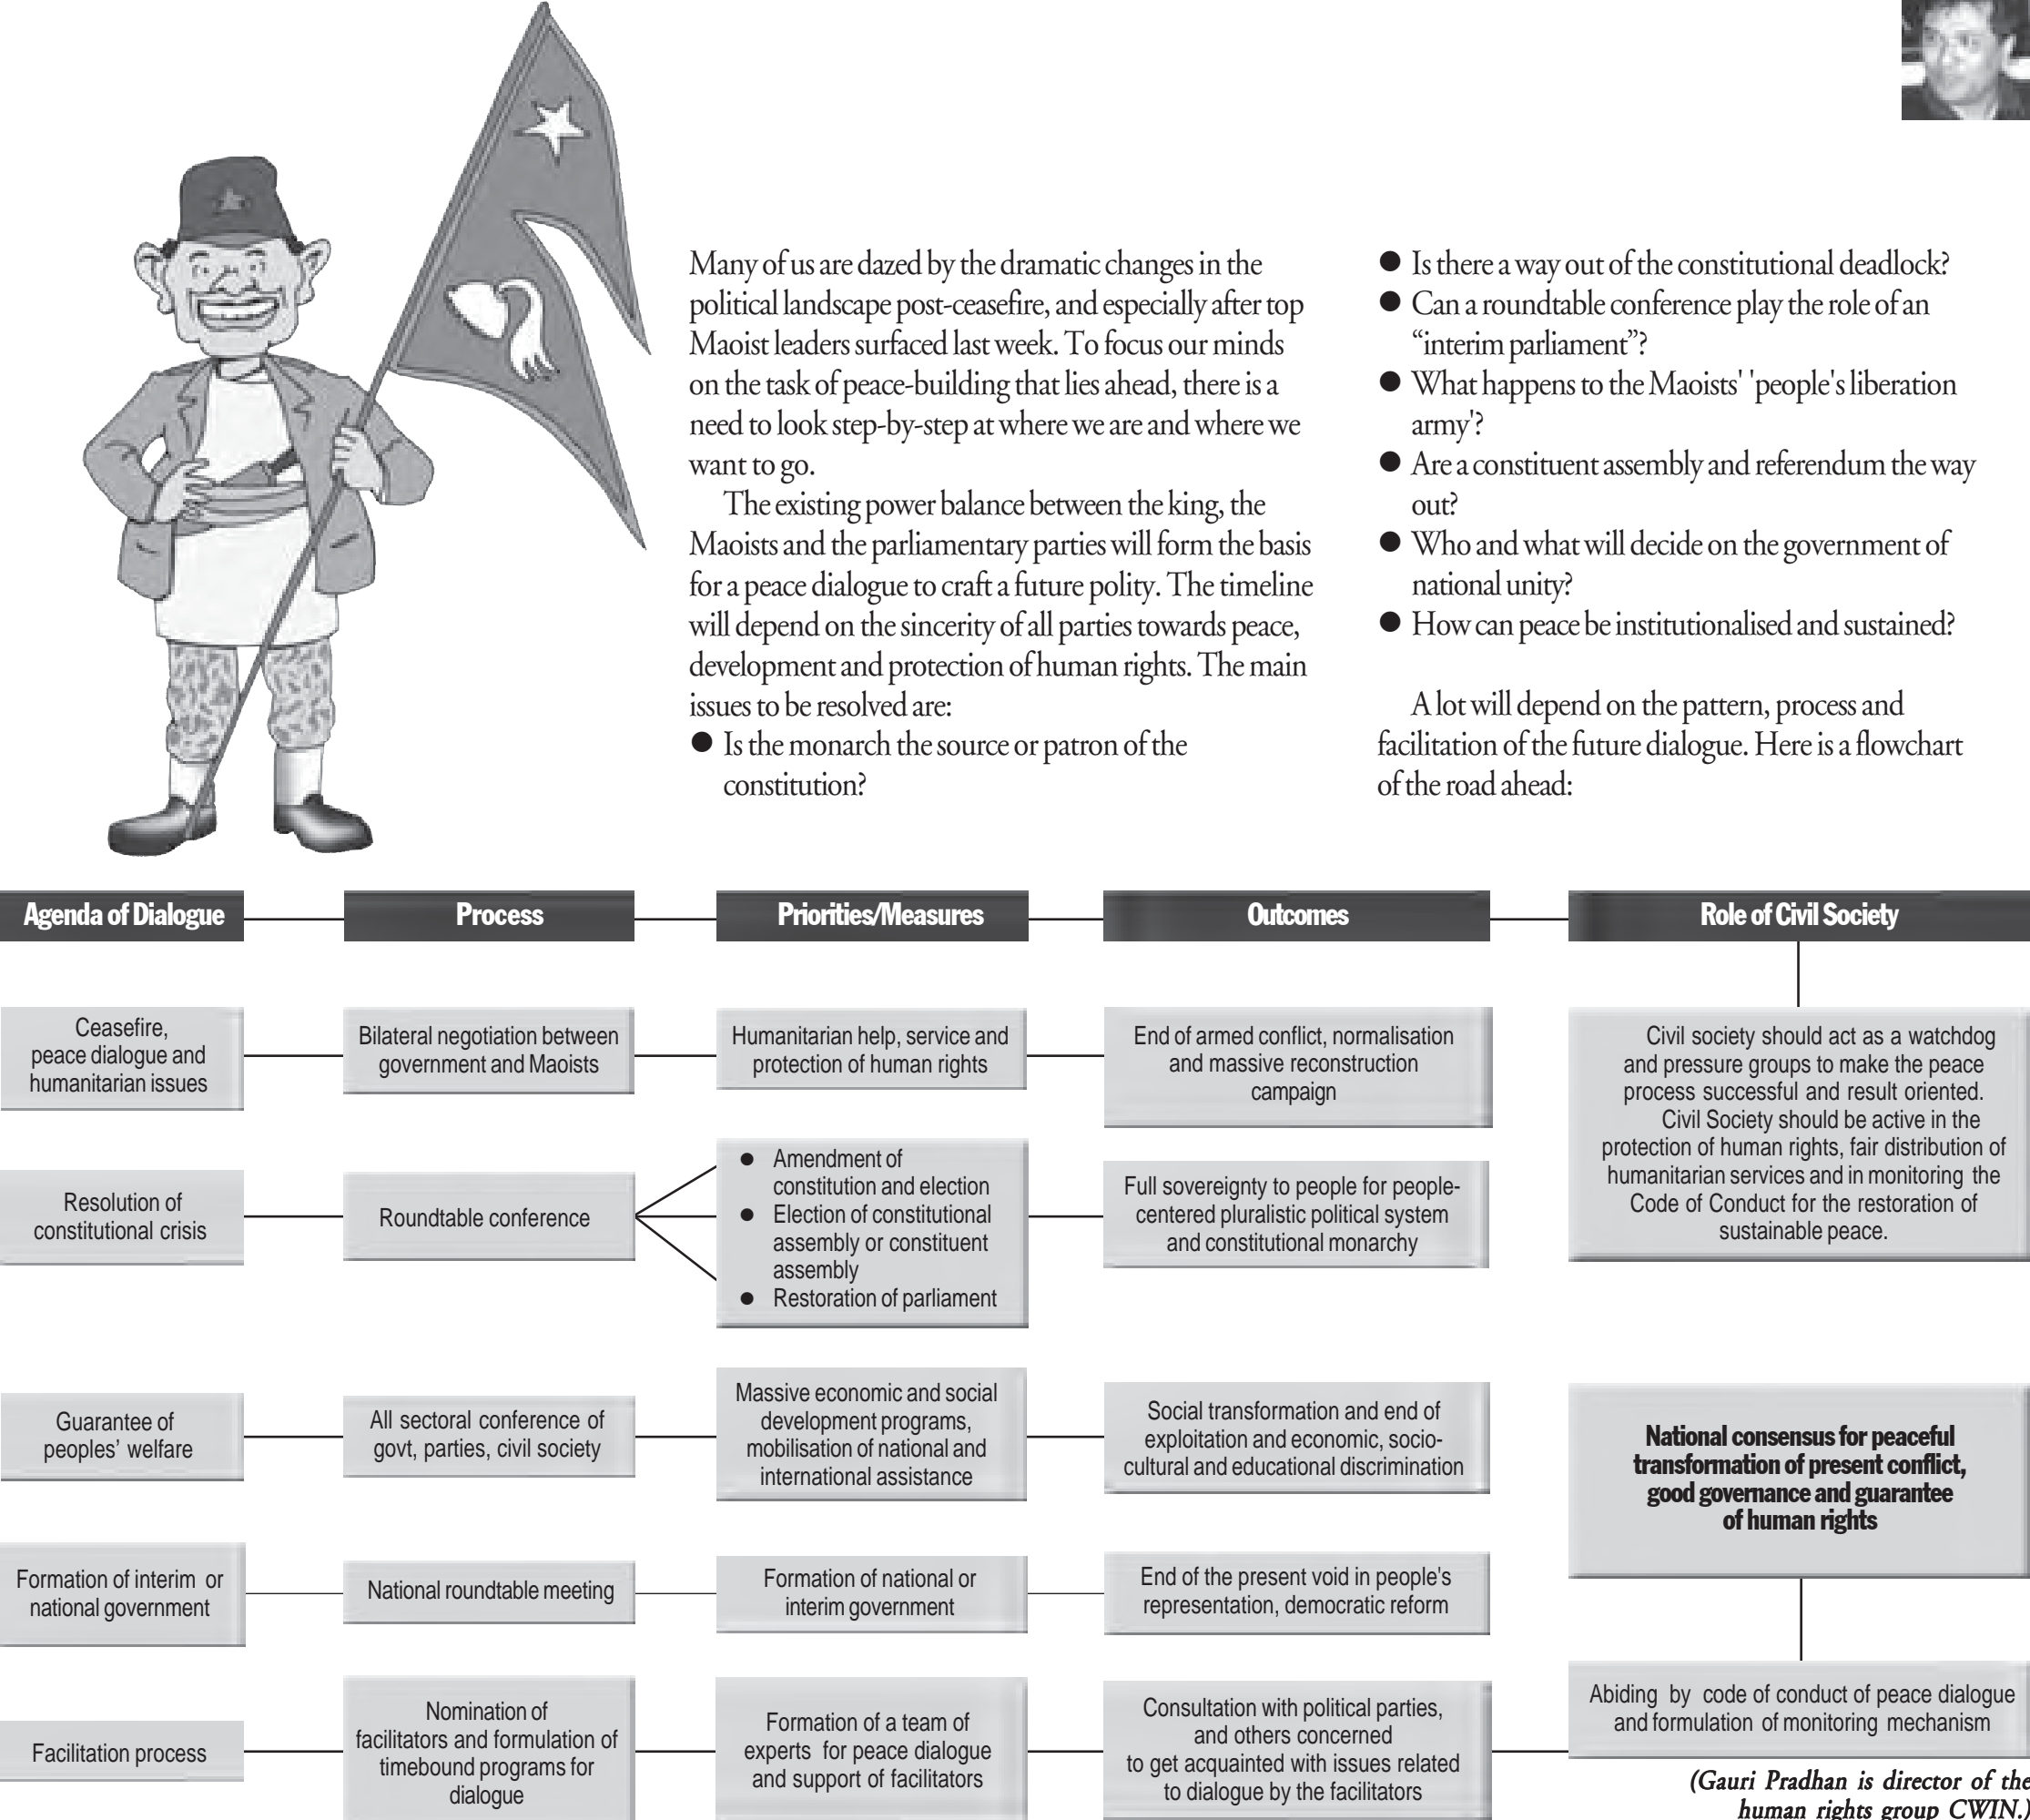 Many of us are dazed by the dramatic changes in the
political landscape post-ceasefire, and especially after top
Maoist leaders surfaced last week. To focus our minds
on the task of peace-building that lies ahead, there is a
need to look step-by-step at where we are and where we
want to go.
The existing power balance between the king, the
Maoists and the parliamentary parties will form the basis
for a peace dialogue to craft a future polity. The timeline
will depend on the sincerity of all parties towards peace,
development and protection of human rights. The main
issues to be resolved are:
● Is the monarch the source or patron of the
constitution?
● Is there a way out of the constitutional deadlock?
● Can a roundtable conference play the role of an
“interim parliament”?
● What happens to the Maoists' 'people's liberation
army'?
● Are a constituent assembly and referendum the way
out?
● Who and what will decide on the government of
national unity?
● How can peace be institutionalised and sustained?
A lot will depend on the pattern, process and
facilitation of the future dialogue. Here is a flowchart
of the road ahead:
Agenda of Dialogue
Process
Priorities/Measures
Outcomes
Role of Civil Society
Ceasefire,
peace dialogue and
humanitarian issues
Bilateral negotiation between
government and Maoists
Humanitarian help, service and
protection of human rights
End of armed conflict, normalisation
and massive reconstruction
campaign
Civil society should act as a watchdog
and pressure groups to make the peace
process successful and result oriented.
Civil Society should be active in the
protection of human rights, fair distribution of
humanitarian services and in monitoring the
Code of Conduct for the restoration of
sustainable peace.
Resolution of
constitutional crisis
Roundtable conference
● Amendment of
constitution and election
● Election of constitutional
assembly or constituent
assembly
● Restoration of parliament
Full sovereignty to people for people-
centered pluralistic political system
and constitutional monarchy
Guarantee of
peoples’ welfare
All sectoral conference of
govt, parties, civil society
Massive economic and social
development programs,
mobilisation of national and
international assistance
Social transformation and end of
exploitation and economic, socio-
cultural and educational discrimination
National consensus for peaceful
transformation of present conflict,
good governance and guarantee
of human rights
Formation of interim or
national government
National roundtable meeting
Formation of national or
interim government
End of the present void in people's
representation, democratic reform
Facilitation process
Nomination of
facilitators and formulation of
timebound programs for
dialogue
Formation of a team of
experts for peace dialogue
and support of facilitators
Consultation with political parties,
and others concerned
to get acquainted with issues related
to dialogue by the facilitators
Abiding by code of conduct of peace dialogue
and formulation of monitoring mechanism
(Gauri Pradhan is director of the
human rights group CWIN.)